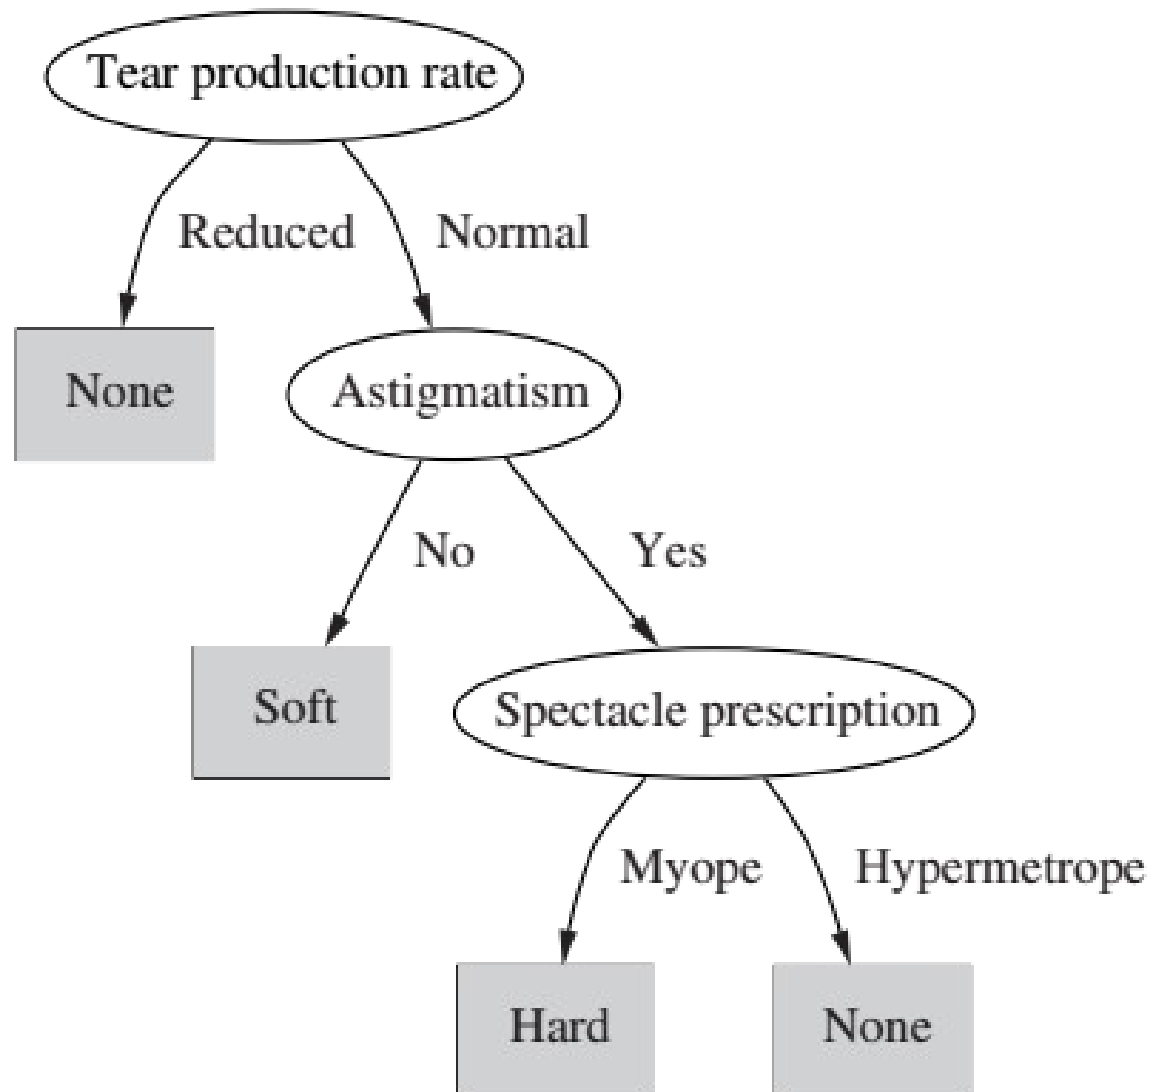 Tear production rate
Reduced
Normal
None
Astigmatism
No
Yes
Soft
Spectacle prescription
Myope
Hypermetrope
Hard
None